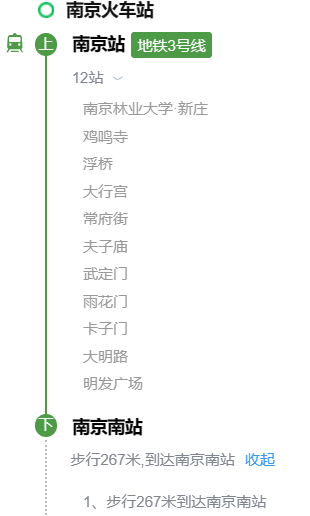 南京火车站
上 南京站 地铁3号线
12站
南京林业大学·新庄
鸡鸣寺
浮桥
大行宫
常府街
夫子庙
武定门
雨花门
卡子门
大明路
明发广场
下 南京南站
步行267米,到达南京南站 收起
1、步行267米到达南京南站